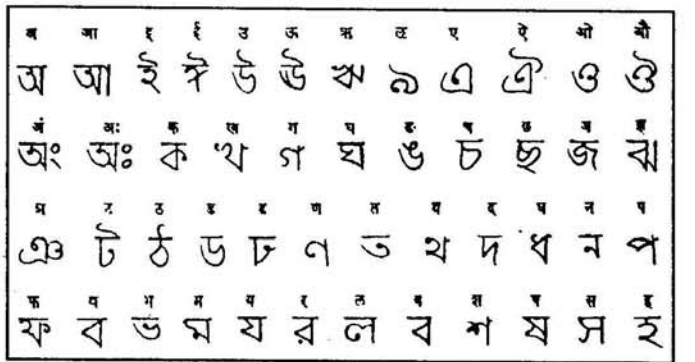 अ आ इ ई उ ऊ ऋ ऌ ए ऐ ओ औ
অ আ ই ঈ উ ঊ ঋ ঌ এ ঐ ও ঔ
अं अः क ख ग घ ङ च छ ज झ
অং অঃ ক খ গ ঘ ঙ চ ছ জ ঝ
ञ ट ठ ड ढ ण त थ द ध न प
ঞ ট ঠ ড ঢ ণ ত থ দ ধ ন প
फ ब भ म य र ल व श ष स ह
ফ ব ভ ম য র ল ব শ ষ স হ